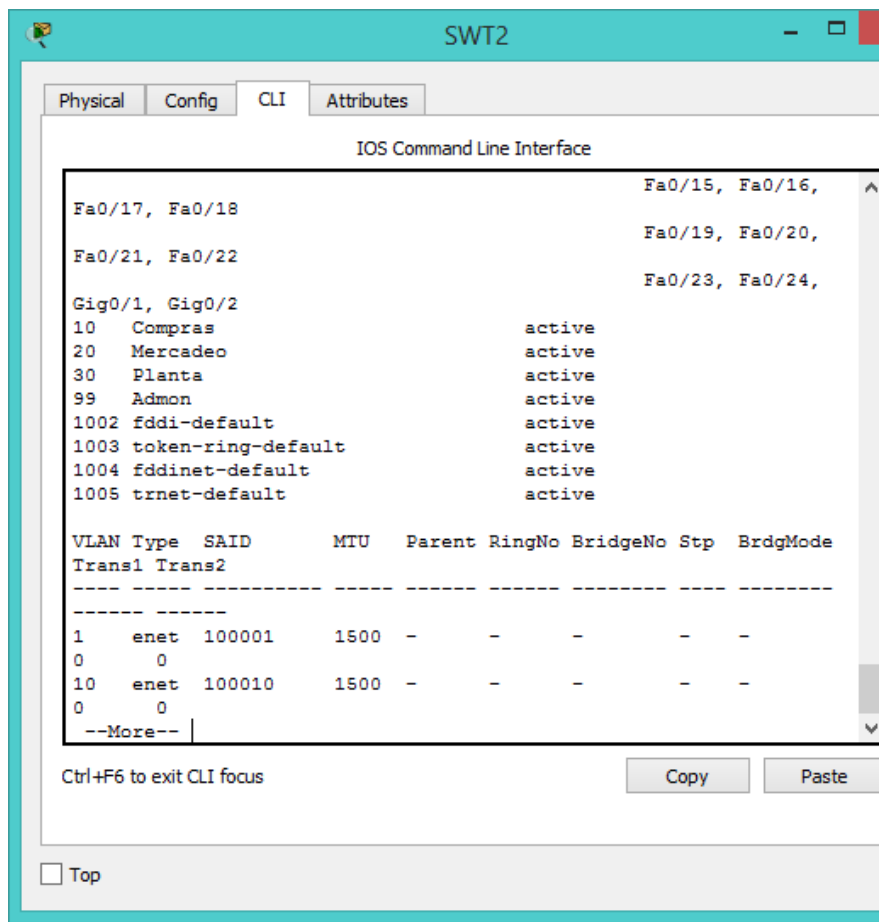 SWT2
Physical Config CLI Attributes
IOS Command Line Interface
Fa0/15, Fa0/16,
Fa0/17, Fa0/18
Fa0/19, Fa0/20,
Fa0/21, Fa0/22
Fa0/23, Fa0/24,
Gig0/1, Gig0/2
10   Compras                          active
20   Mercadeo                         active
30   Planta                           active
99   Admon                            active
1002 fddi-default                     active
1003 token-ring-default               active
1004 fddinet-default                  active
1005 trnet-default                    active
VLAN Type  SAID       MTU   Parent RingNo BridgeNo Stp  BrdgMode
Trans1 Trans2
---- ----- ---------- ----- ------ ------ -------- ---- --------
------ ------
1    enet  100001     1500  -      -      -        -    -
0      0
10   enet  100010     1500  -      -      -        -    -
0      0
--More--
Ctrl+F6 to exit CLI focus Copy Paste
Top